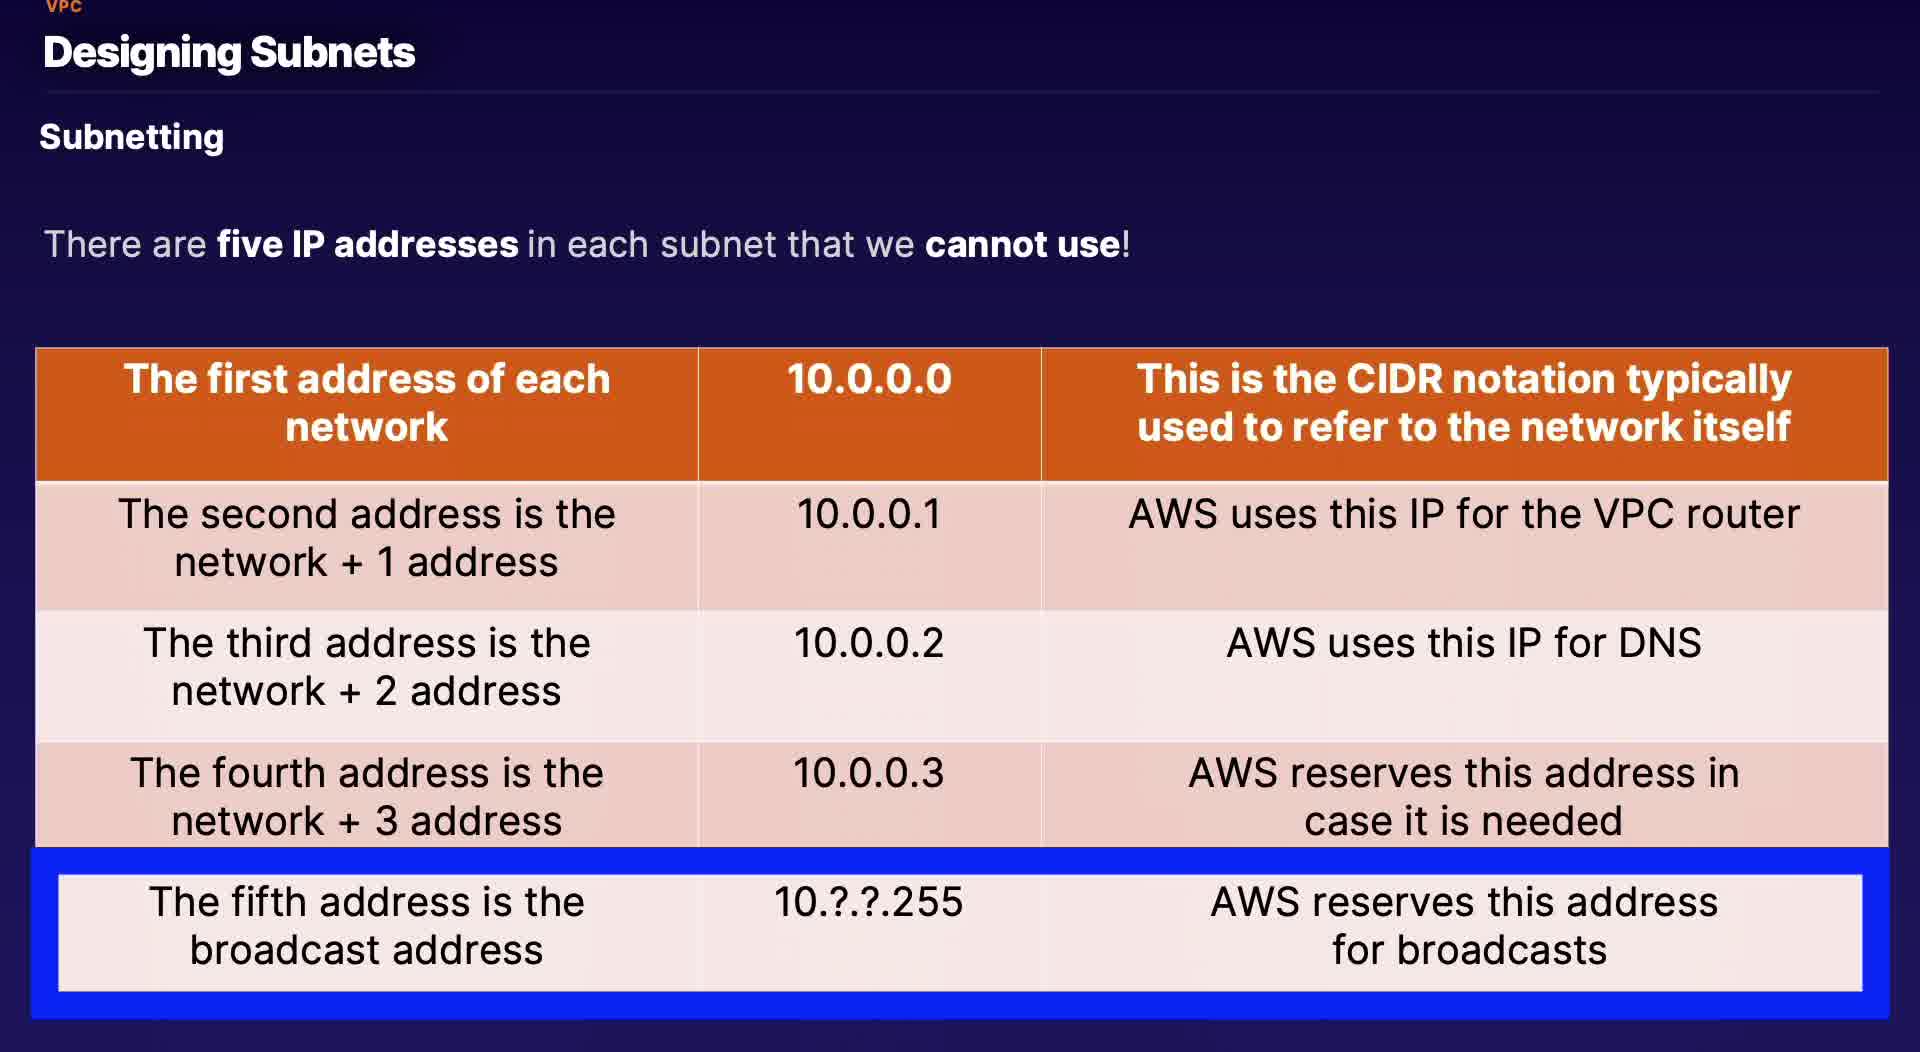 VPC
Designing Subnets
Subnetting
There are five IP addresses in each subnet that we cannot use!
The first address of each
network
10.0.0.0
This is the CIDR notation typically
used to refer to the network itself
The second address is the
network + 1 address
10.0.0.1
AWS uses this IP for the VPC router
The third address is the
network + 2 address
10.0.0.2
AWS uses this IP for DNS
The fourth address is the
network + 3 address
10.0.0.3
AWS reserves this address in
case it is needed
The fifth address is the
broadcast address
10.?.?.255
AWS reserves this address
for broadcasts